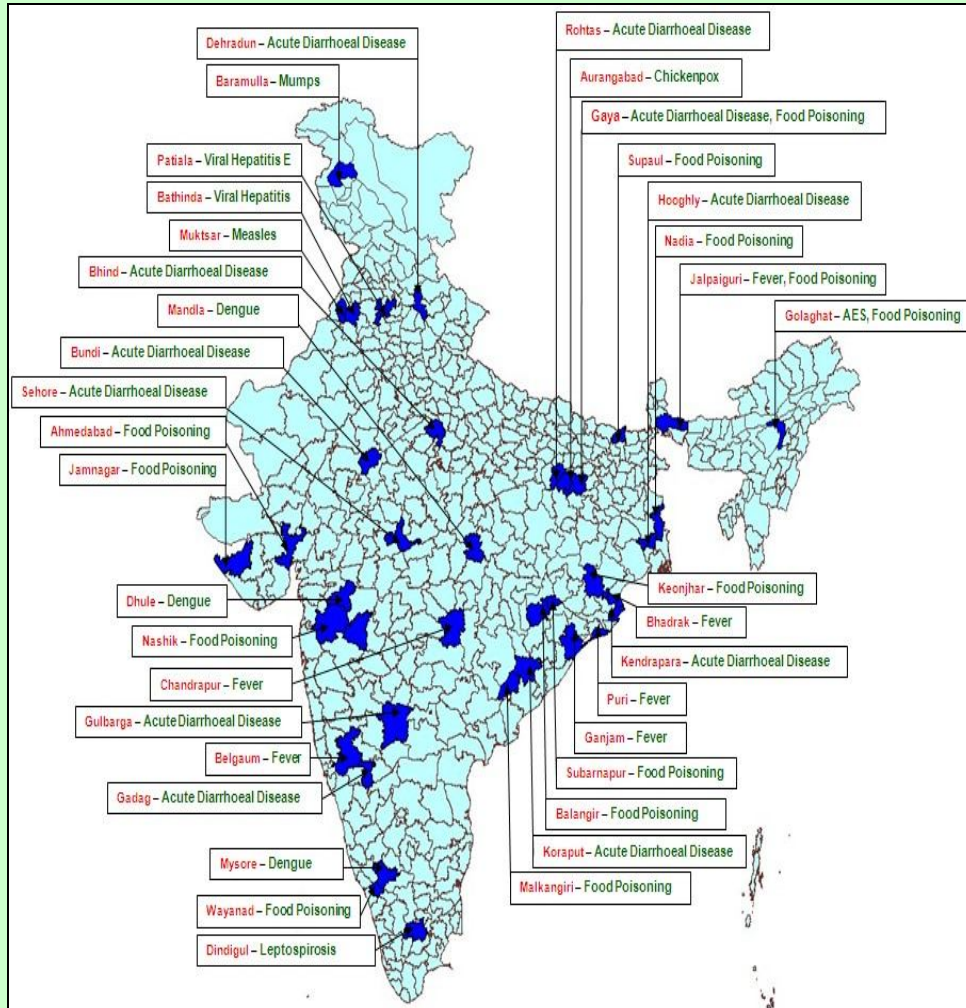 Dehradun – Acute Diarrhoeal Disease
Baramulla – Mumps
Patiala – Viral Hepatitis E
Bathinda – Viral Hepatitis
Muktsar – Measles
Bhind – Acute Diarrhoeal Disease
Mandla – Dengue
Bundi – Acute Diarrhoeal Disease
Sehore – Acute Diarrhoeal Disease
Ahmedabad – Food Poisoning
Jamnagar – Food Poisoning
Dhule – Dengue
Nashik – Food Poisoning
Chandrapur – Fever
Gulbarga – Acute Diarrhoeal Disease
Belgaum – Fever
Gadag – Acute Diarrhoeal Disease
Mysore – Dengue
Wayanad – Food Poisoning
Dindigul – Leptospirosis
Rohtas – Acute Diarrhoeal Disease
Aurangabad – Chickenpox
Gaya – Acute Diarrhoeal Disease, Food Poisoning
Supaul – Food Poisoning
Hooghly – Acute Diarrhoeal Disease
Nadia – Food Poisoning
Jalpaiguri – Fever, Food Poisoning
Golaghat – AES, Food Poisoning
Keonjhar – Food Poisoning
Bhadrak – Fever
Kendrapara – Acute Diarrhoeal Disease
Puri – Fever
Ganjam – Fever
Subarnapur – Food Poisoning
Balangir – Food Poisoning
Koraput – Acute Diarrhoeal Disease
Malkangiri – Food Poisoning